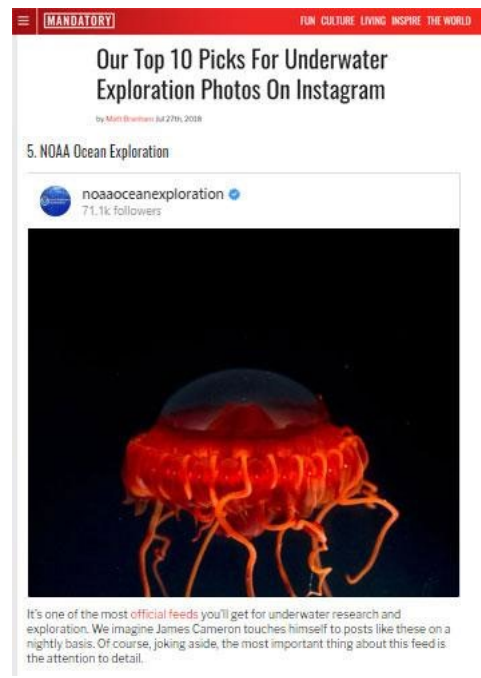 MANDATORY
FUN CULTURE LIVING INSPIRE THE WORLD
Our Top 10 Picks For Underwater
Exploration Photos On Instagram
by Matt Branham Jul 27th, 2018
5. NOAA Ocean Exploration
noaaoceanexploration
71.1k followers
It's one of the most official feeds you'll get for underwater research and
exploration. We imagine James Cameron touches himself to posts like these on a
nightly basis. Of course, joking aside, the most important thing about this feed is
the attention to detail.